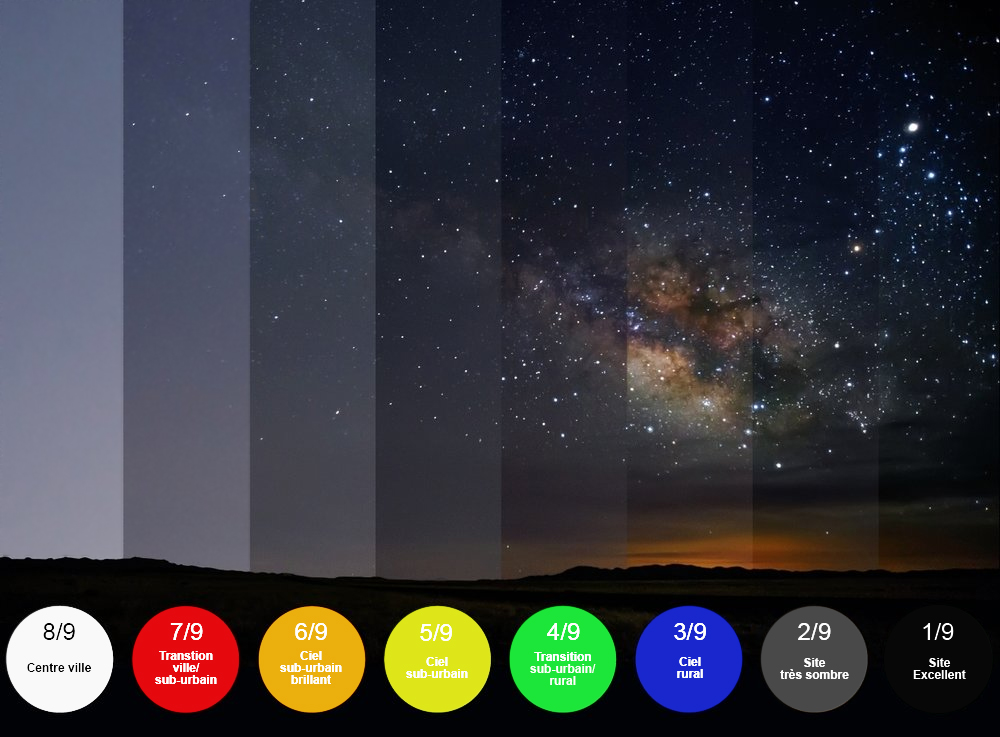 8/9
Centre ville
7/9
Transtion
ville/
sub-urbain
6/9
Ciel
sub-urbain
brillant
5/9
Ciel
sub-urbain
4/9
Transition
sub-urbain/
rural
3/9
Ciel
rural
2/9
Site
très sombre
1/9
Site
Excellent